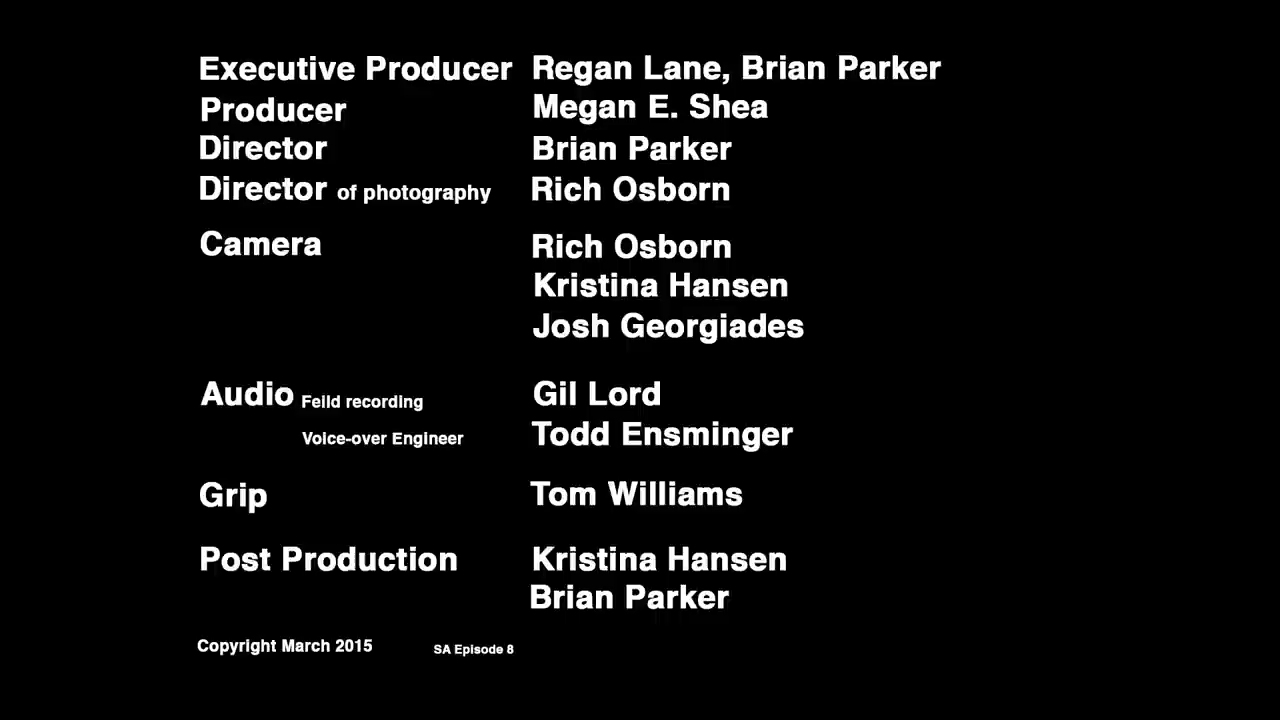 Executive Producer Regan Lane, Brian Parker
Producer Megan E. Shea
Director Brian Parker
Director of photography Rich Osborn
Camera Rich Osborn
Kristina Hansen
Josh Georgiades
Audio Feild recording Gil Lord
Voice-over Engineer Todd Ensminger
Grip Tom Williams
Post Production Kristina Hansen
Brian Parker
Copyright March 2015 SA Episode 8